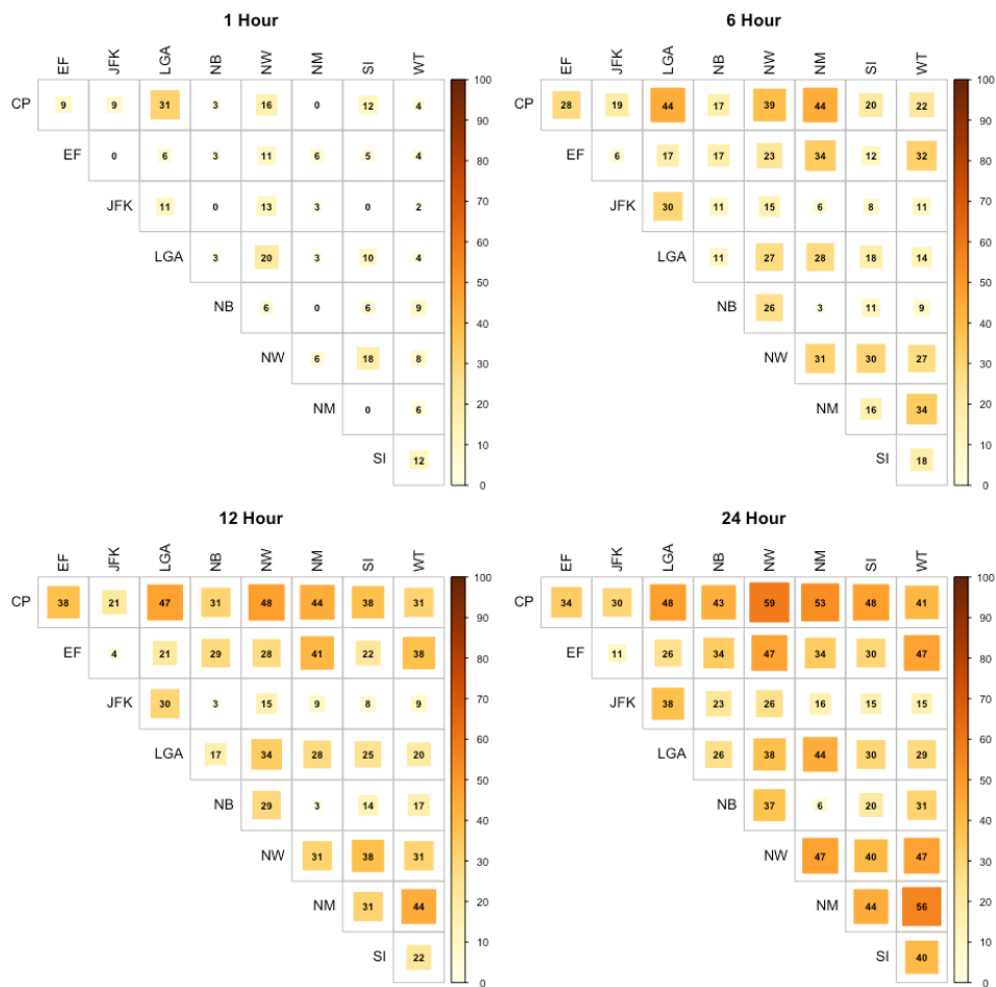 1 Hour
EF JFK LGA NB NW NM SI WT
CP 9 9 31 3 16 0 12 4
EF 0 6 3 11 6 5 4
JFK 11 0 13 3 0 2
LGA 3 20 3 10 4
NB 6 0 6 9
NW 6 18 8
NM 0 6
SI 12
100
90
80
70
60
50
40
30
20
10
0
6 Hour
EF JFK LGA NB NW NM SI WT
CP 28 19 44 17 39 44 20 22
EF 6 17 17 23 34 12 32
JFK 30 11 15 6 8 11
LGA 11 27 28 18 14
NB 26 3 11 9
NW 31 30 27
NM 16 34
SI 18
100
90
80
70
60
50
40
30
20
10
0
12 Hour
EF JFK LGA NB NW NM SI WT
CP 38 21 47 31 48 44 38 31
EF 4 21 29 28 41 22 38
JFK 30 3 15 9 8 9
LGA 17 34 28 25 20
NB 29 3 14 17
NW 31 38 31
NM 31 44
SI 22
100
90
80
70
60
50
40
30
20
10
0
24 Hour
EF JFK LGA NB NW NM SI WT
CP 34 30 48 43 59 53 48 41
EF 11 26 34 47 34 30 47
JFK 38 23 26 16 15 15
LGA 26 38 44 30 29
NB 37 6 20 31
NW 47 40 47
NM 44 56
SI 40
100
90
80
70
60
50
40
30
20
10
0